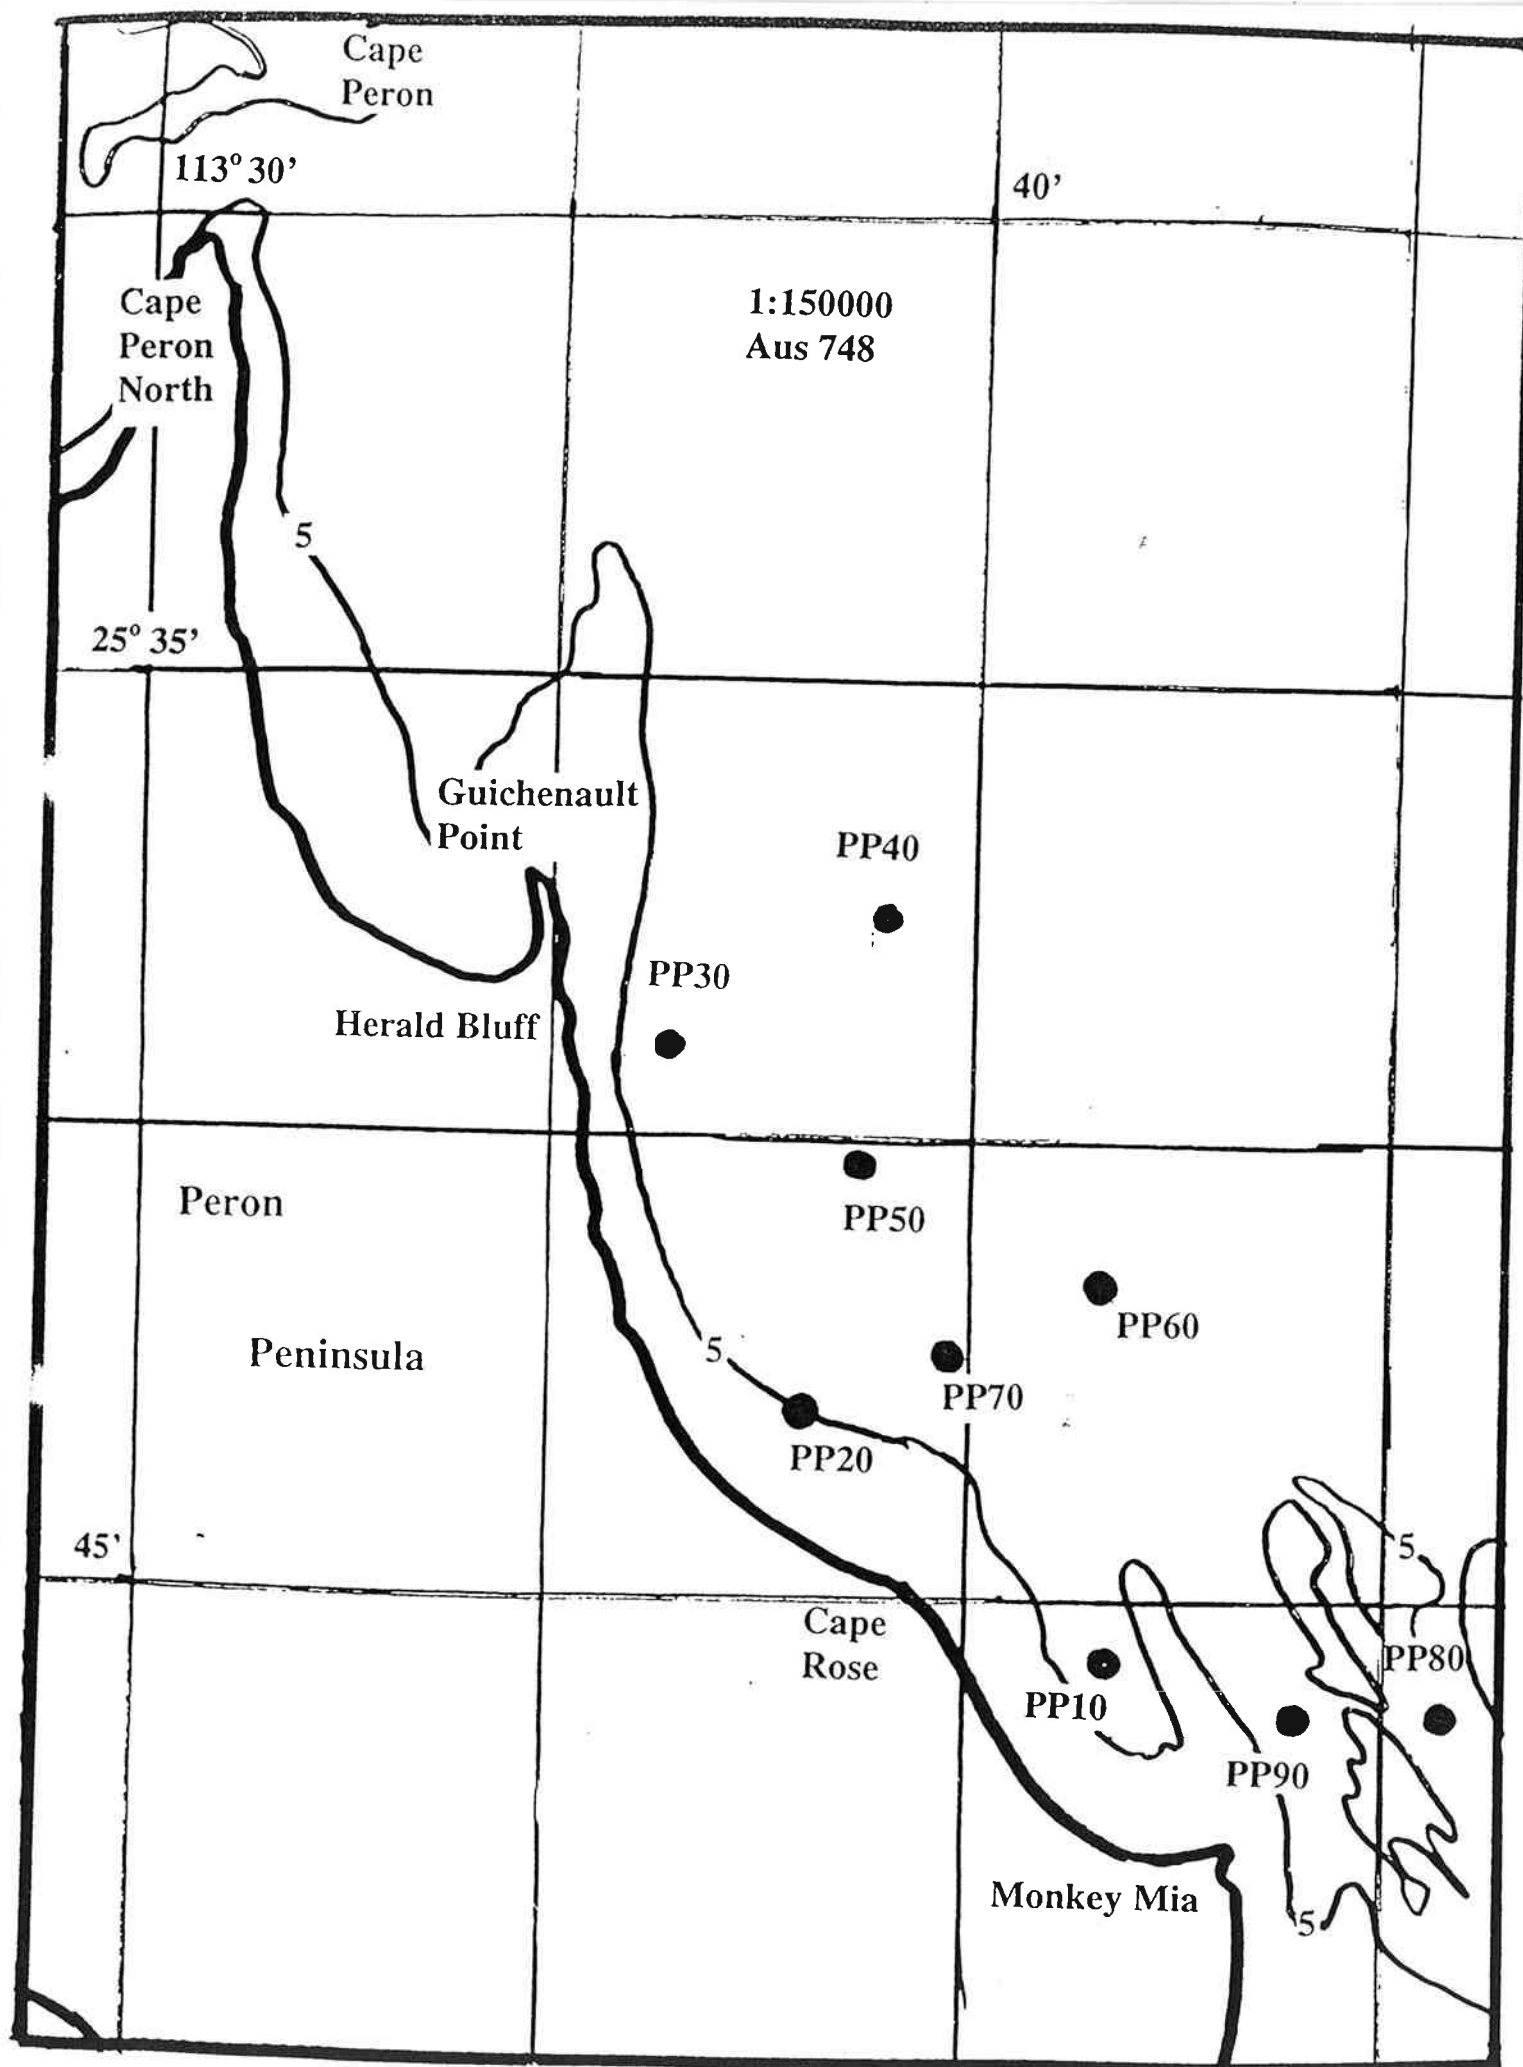 Cape
Peron
113° 30'
40'
Cape
Peron
North
1:150000
Aus 748
5
25° 35'
Guichenault
Point
PP40
PP30
Herald Bluff
Peron
PP50
PP60
Peninsula
5
PP70
PP20
45'
5
Cape
Rose
PP80
PP10
PP90
Monkey Mia
5